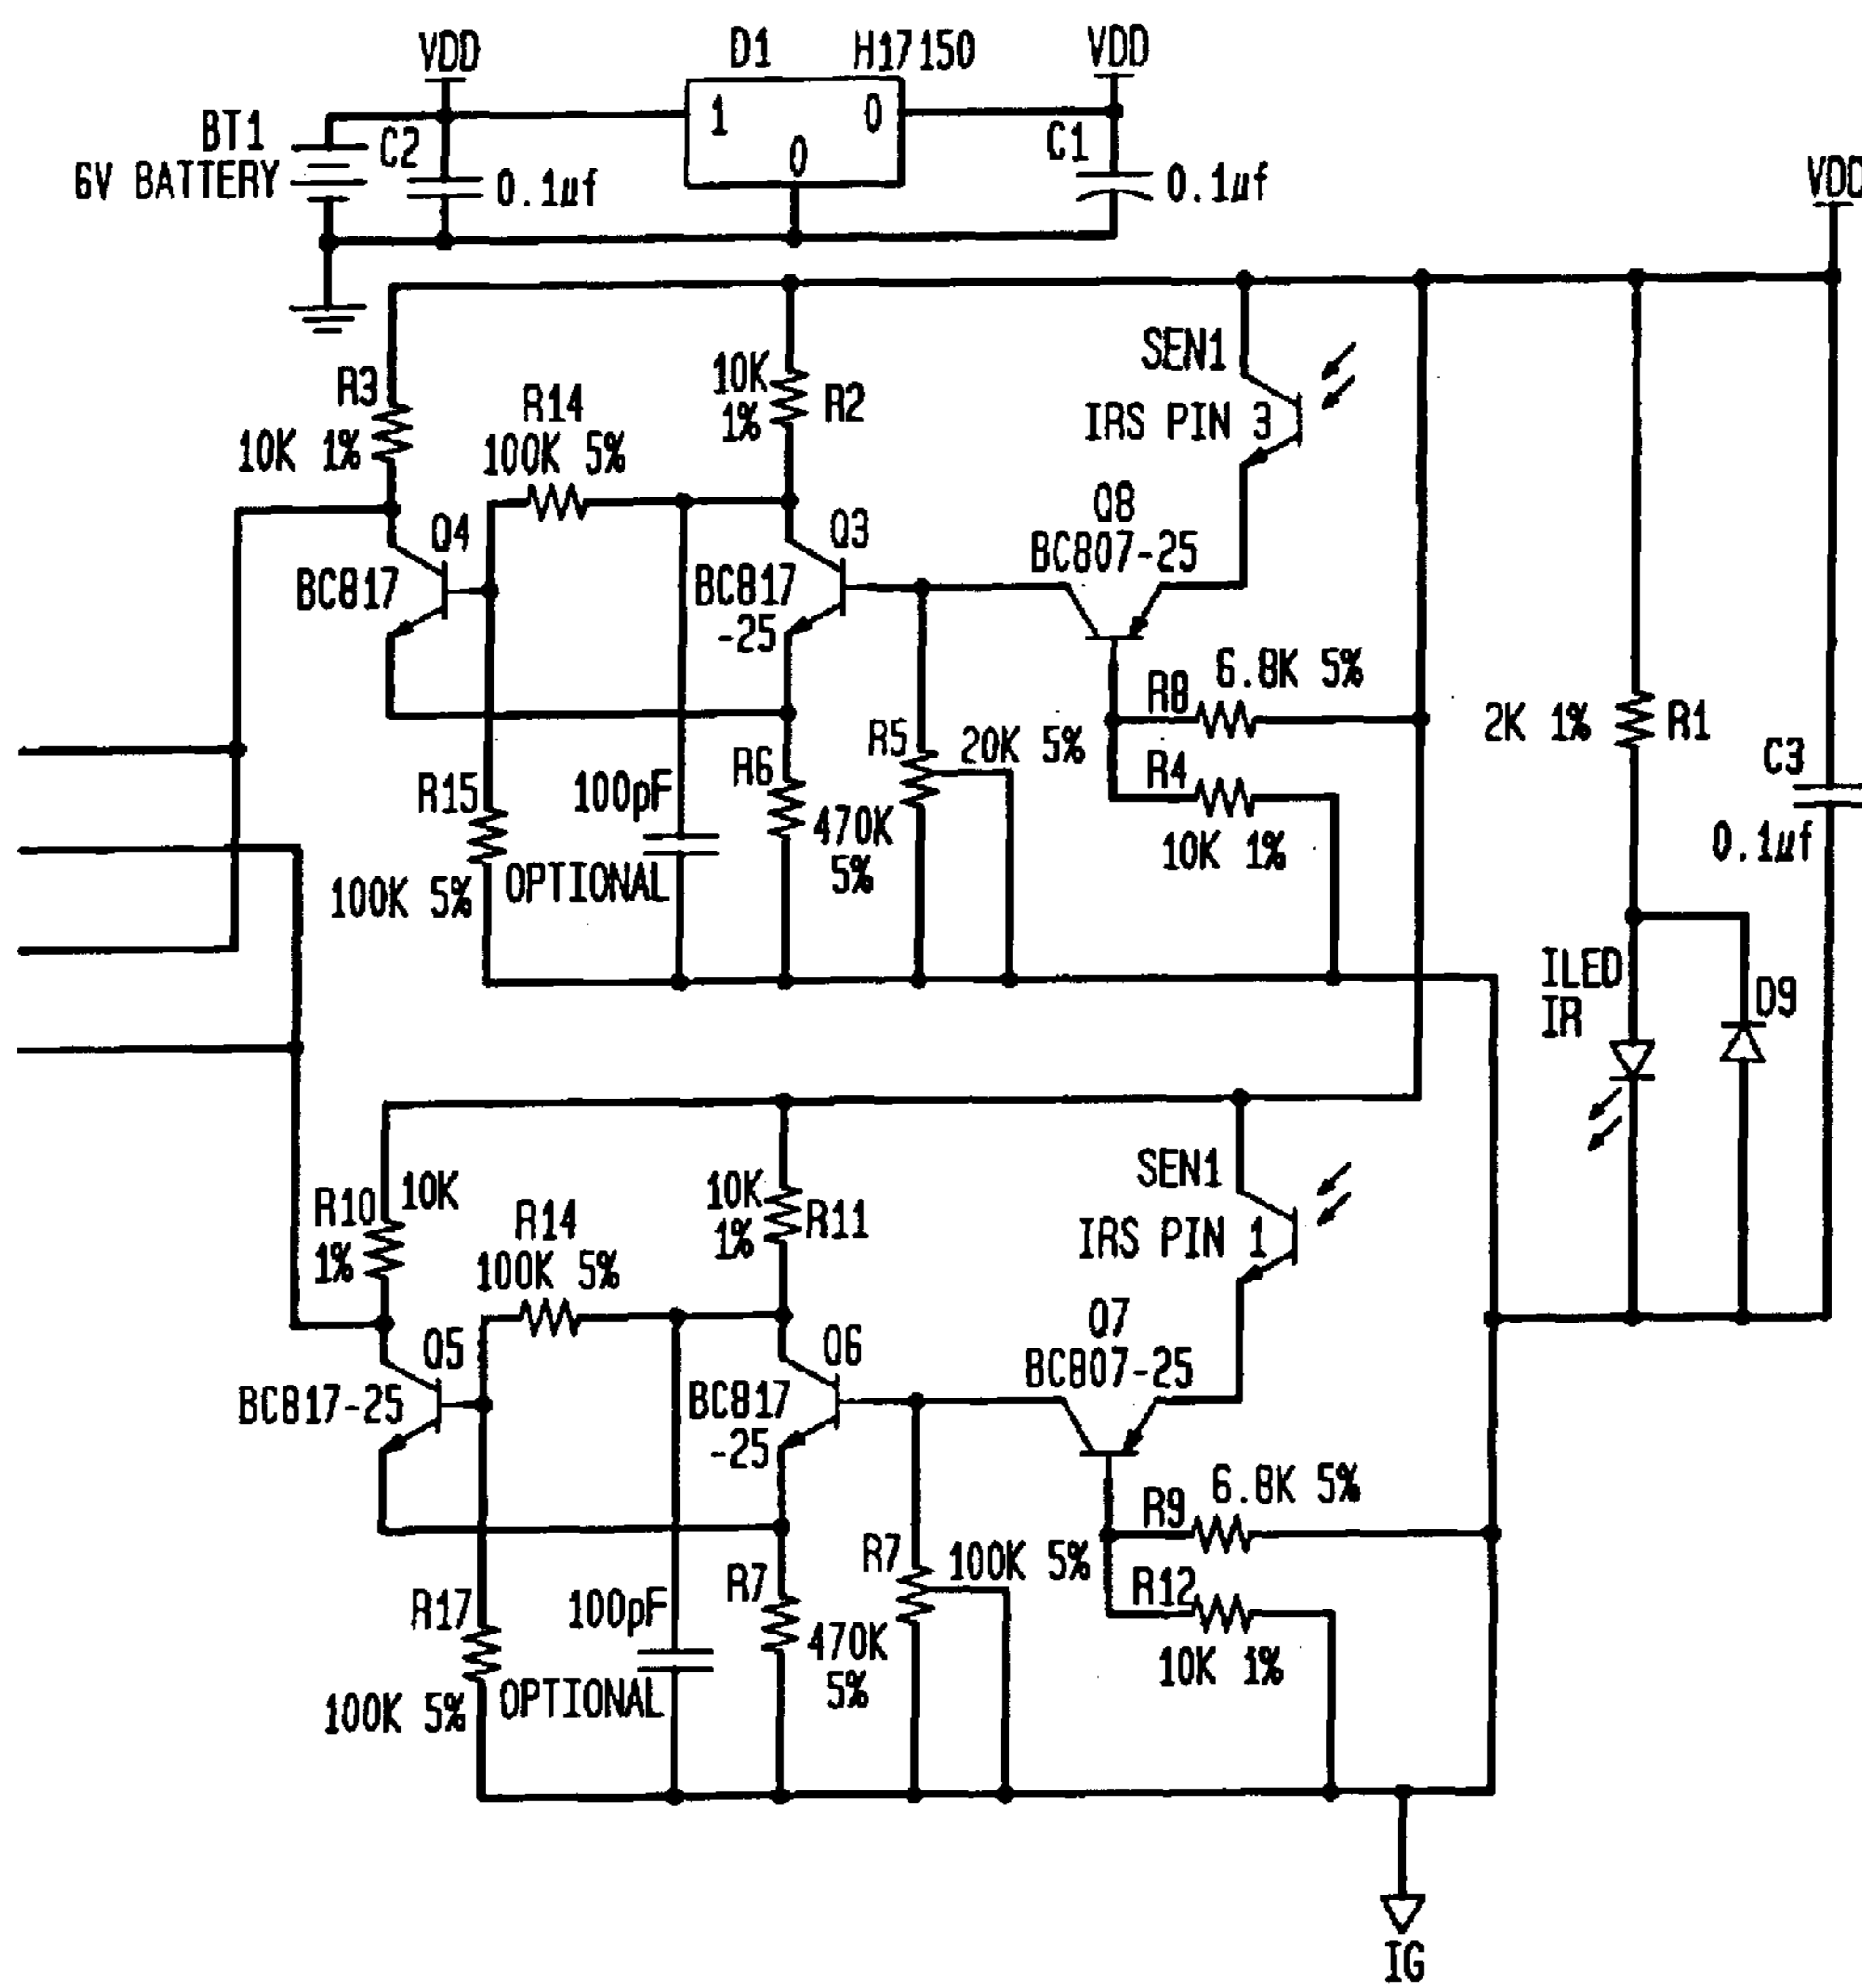 VDD
D1
H17150
VDD
BT1
6V BATTERY
C2
0.1µf
1
0
0
C1
0.1µf
VDD
R3
10K 1%
R14
100K 5%
10K
1%
R2
SEN1
IRS PIN 3
Q4
BC817
Q3
BC817
-25
Q8
BC807-25
R8
6.8K 5%
R4
10K 1%
R5
20K 5%
R6
470K
5%
R15
100K 5%
100pF
OPTIONAL
2K 1%
R1
C3
0.1µf
ILED
IR
D9
R10
10K
1%
R14
100K 5%
10K
1%
R11
SEN1
IRS PIN 1
Q5
BC817-25
Q6
BC817
-25
Q7
BC807-25
R9
6.8K 5%
R12
10K 1%
R7
100K 5%
R7
470K
5%
R17
100K 5%
100pF
OPTIONAL
IG